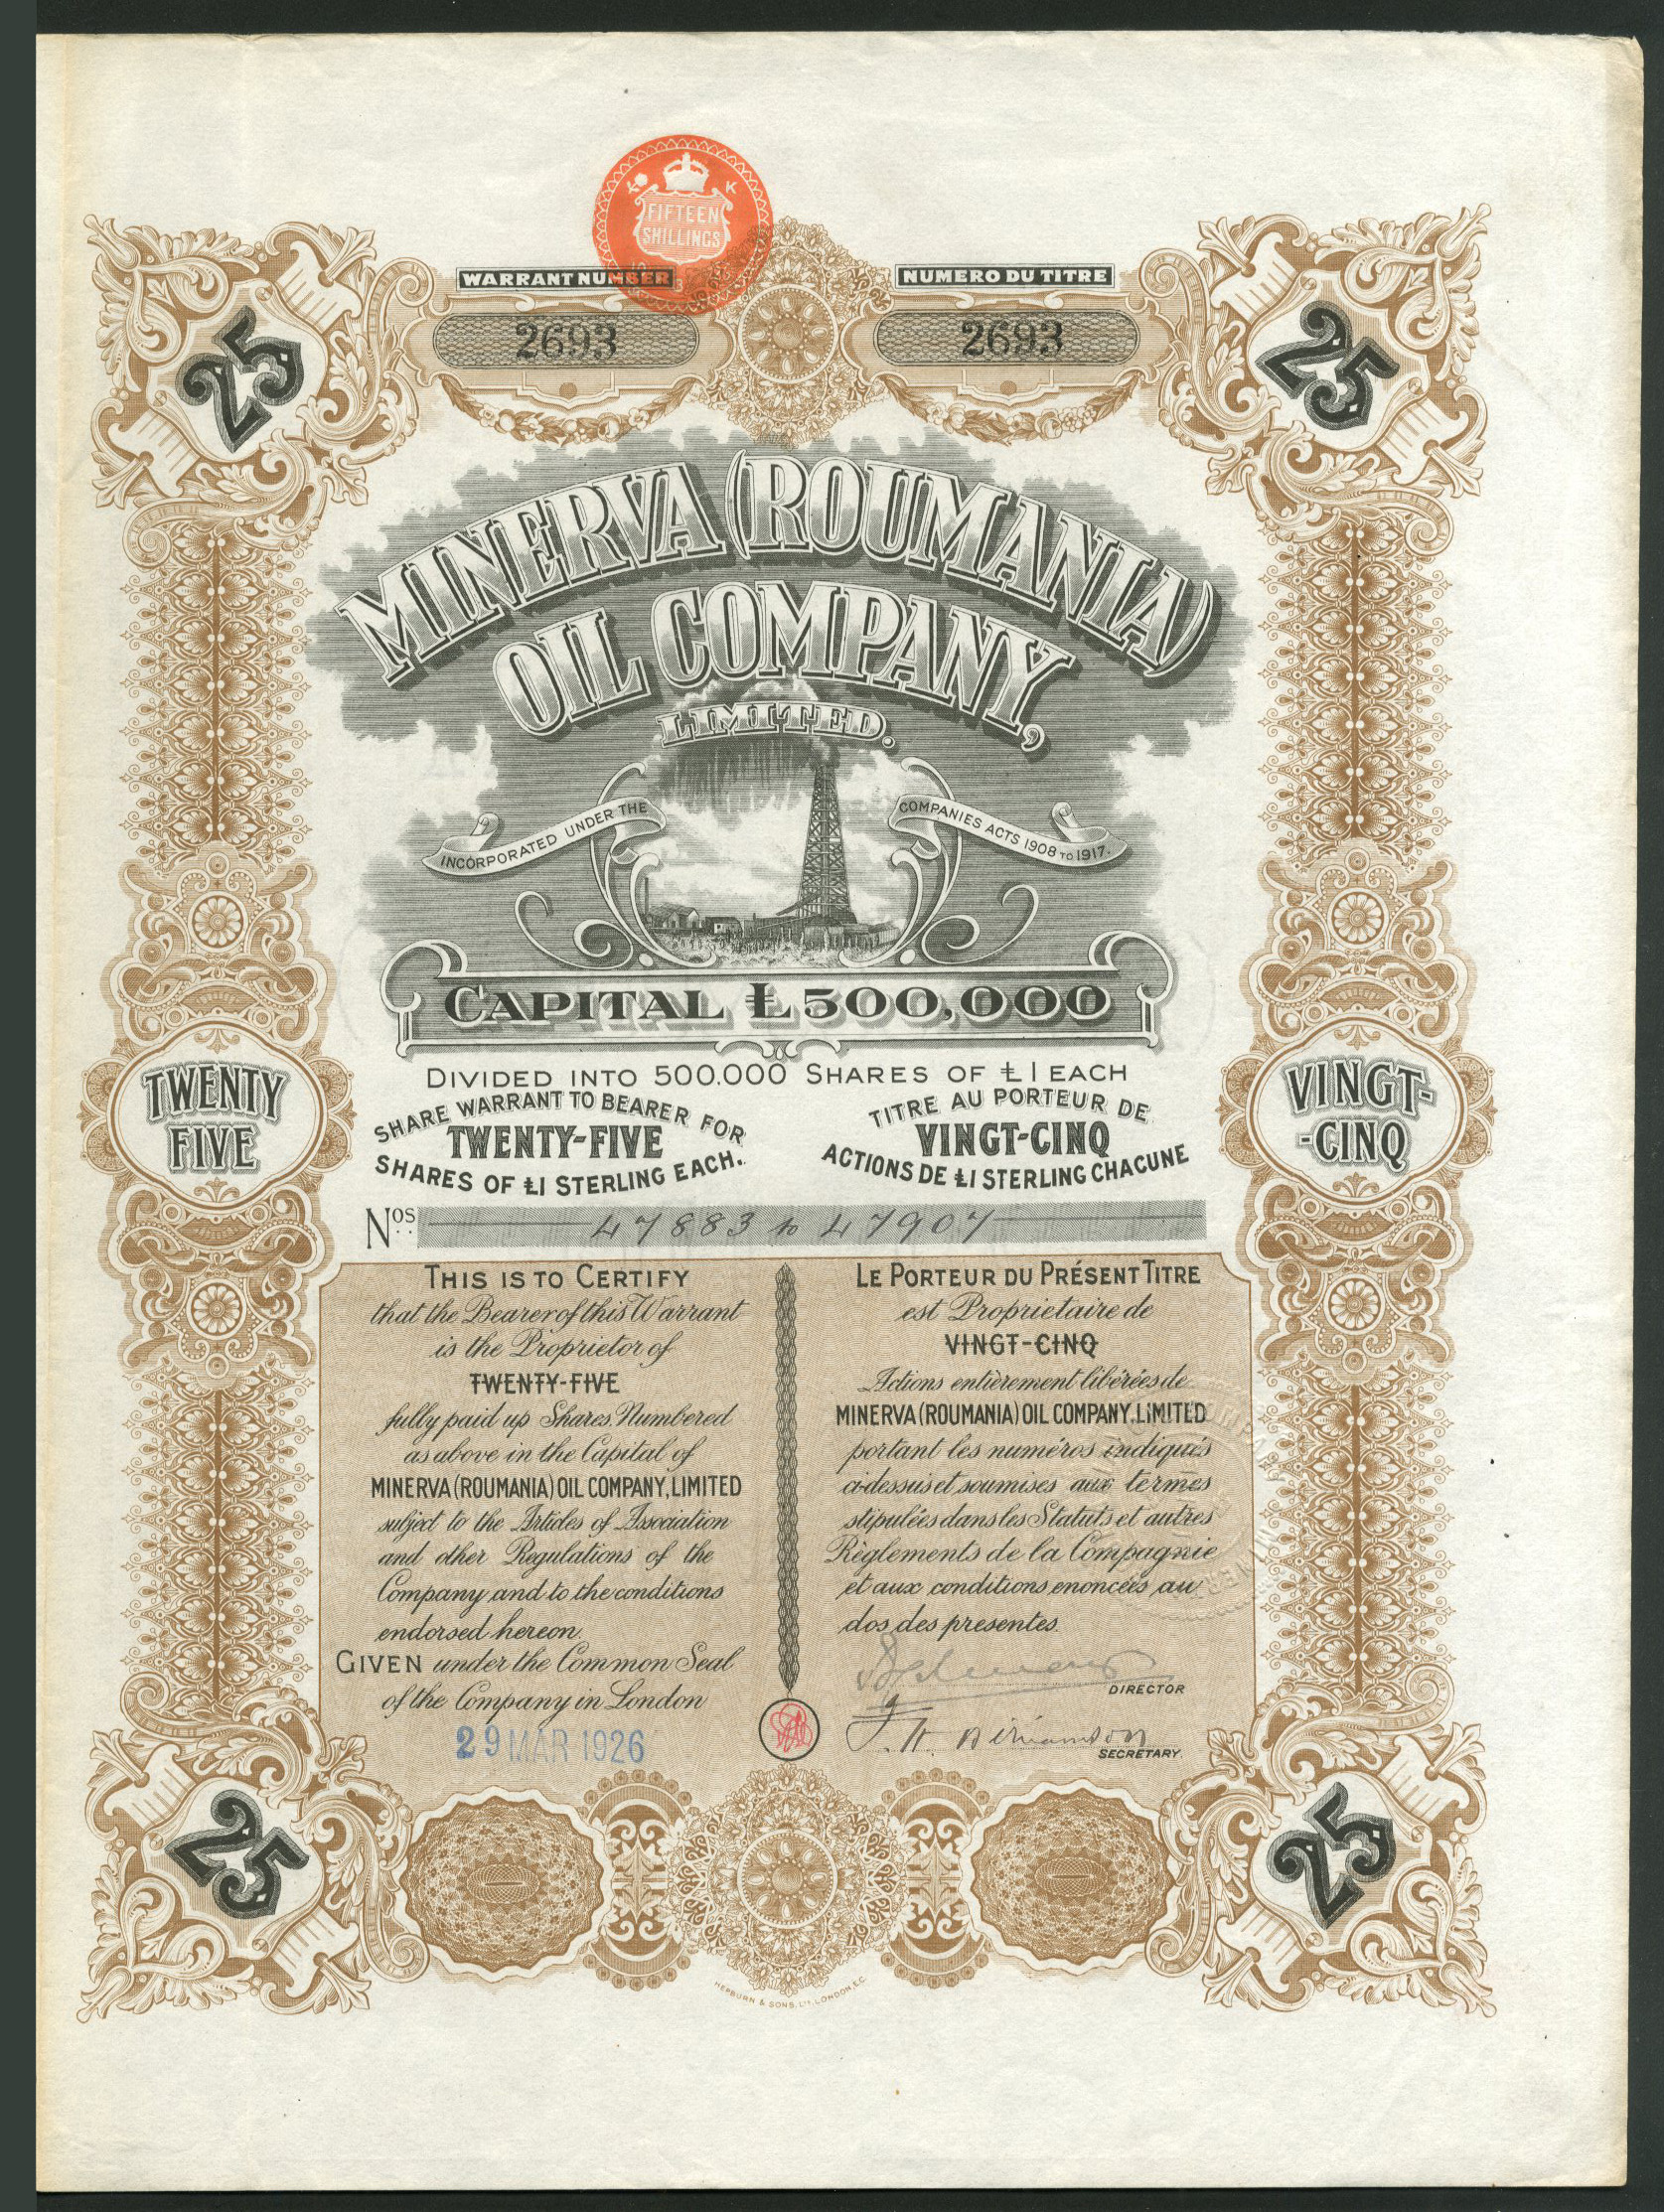 FIFTEEN
SHILLINGS
WARRANT NUMBER
NUMERO DU TITRE
2693
2693
25
25
MINERVA (ROUMANIA)
OIL COMPANY,
LIMITED.
INCORPORATED UNDER THE
COMPANIES ACTS 1908 TO 1917.
CAPITAL £500,000
DIVIDED INTO 500.000 SHARES OF £1 EACH
TWENTY
FIVE
SHARE WARRANT TO BEARER FOR
TWENTY-FIVE
SHARES OF £1 STERLING EACH.
TITRE AU PORTEUR DE
VINGT-CINQ
ACTIONS DE £1 STERLING CHACUNE
VINGT-
-CINQ
Nos. 47883 to 47907
THIS IS TO CERTIFY
that the Bearer of this Warrant
is the Proprietor of
TWENTY-FIVE
fully paid up Shares, Numbered
as above in the Capital of
MINERVA (ROUMANIA) OIL COMPANY, LIMITED
subject to the Articles of Association
and other Regulations of the
Company and to the conditions
endorsed hereon.
GIVEN under the Common Seal
of the Company in London
29 MAR 1926
LE PORTEUR DU PRÉSENT TITRE
est Proprietaire de
VINGT-CINQ
Actions entièrement libérées de
MINERVA (ROUMANIA) OIL COMPANY, LIMITED
portant les numéros indiqués
ci-dessus et soumises aux termes
stipulées dans les Statuts et autres
Règlements de la Compagnie
et aux conditions enoncées au
dos des presentes.
DIRECTOR
SECRETARY
25
25
HEPBURN & SONS, LTD. LONDON, E.C.